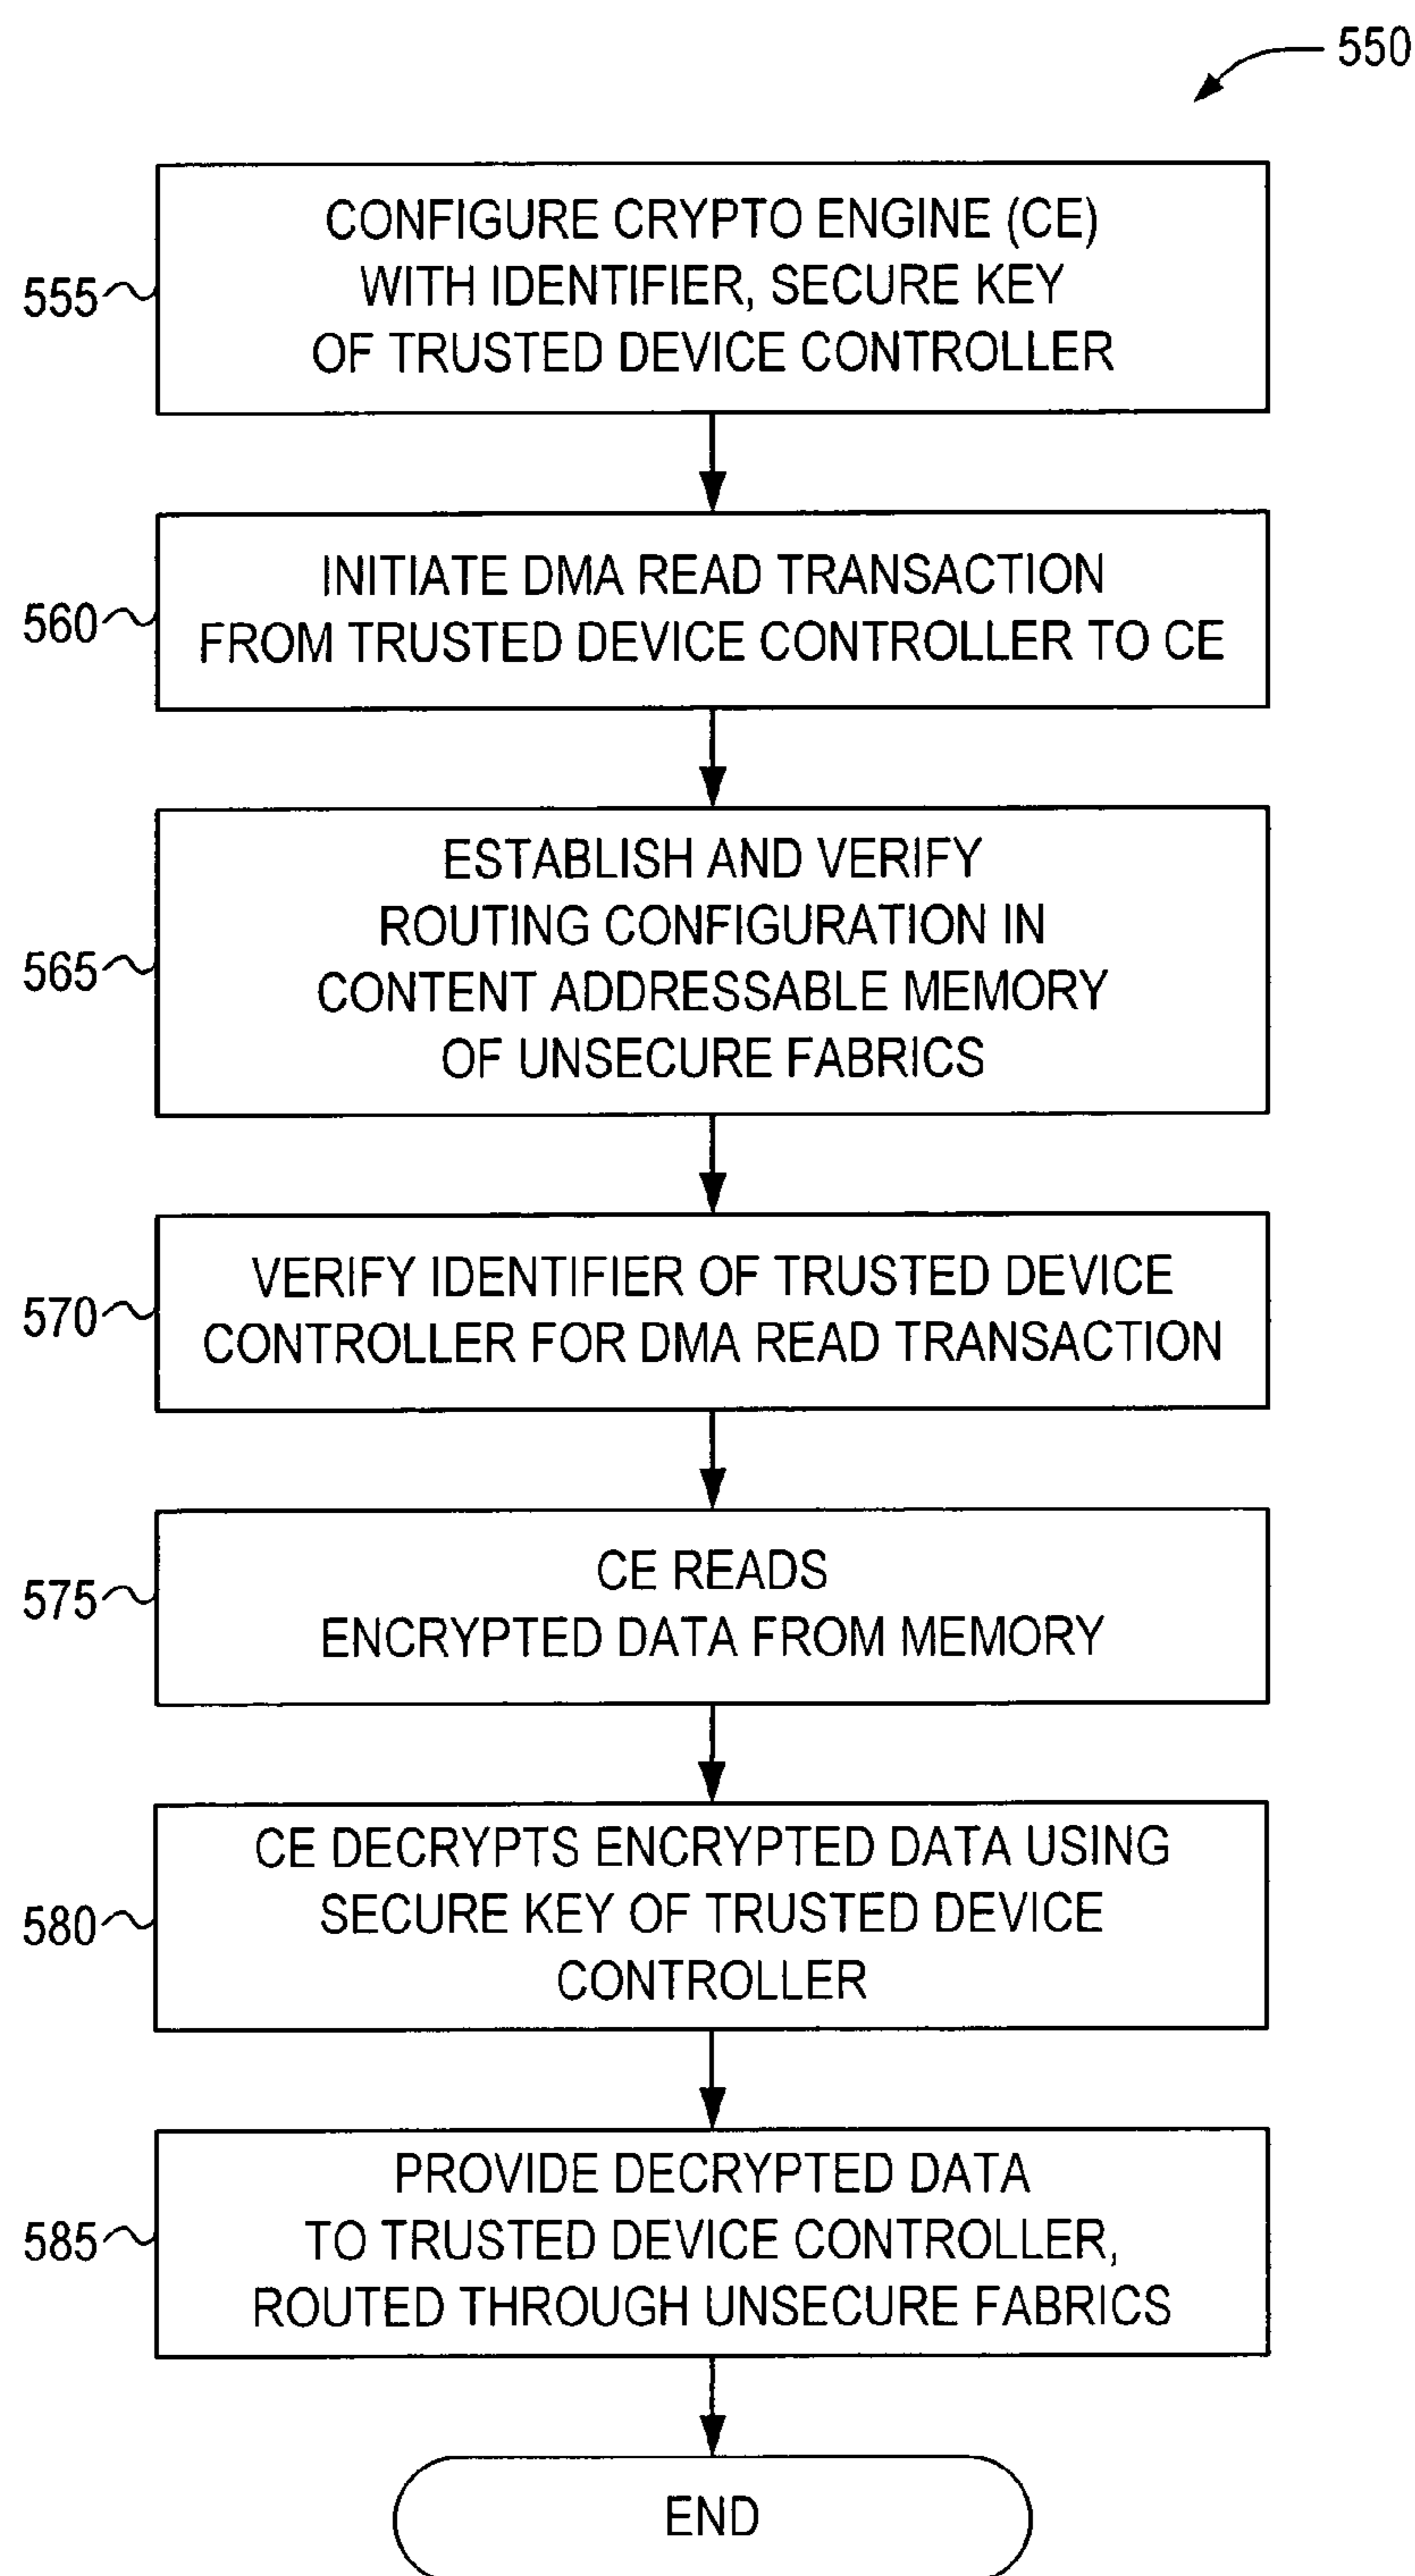 550
CONFIGURE CRYPTO ENGINE (CE)
WITH IDENTIFIER, SECURE KEY
OF TRUSTED DEVICE CONTROLLER
555
INITIATE DMA READ TRANSACTION
FROM TRUSTED DEVICE CONTROLLER TO CE
560
ESTABLISH AND VERIFY
ROUTING CONFIGURATION IN
CONTENT ADDRESSABLE MEMORY
OF UNSECURE FABRICS
565
VERIFY IDENTIFIER OF TRUSTED DEVICE
CONTROLLER FOR DMA READ TRANSACTION
570
CE READS
ENCRYPTED DATA FROM MEMORY
575
CE DECRYPTS ENCRYPTED DATA USING
SECURE KEY OF TRUSTED DEVICE
CONTROLLER
580
PROVIDE DECRYPTED DATA
TO TRUSTED DEVICE CONTROLLER,
ROUTED THROUGH UNSECURE FABRICS
585
END